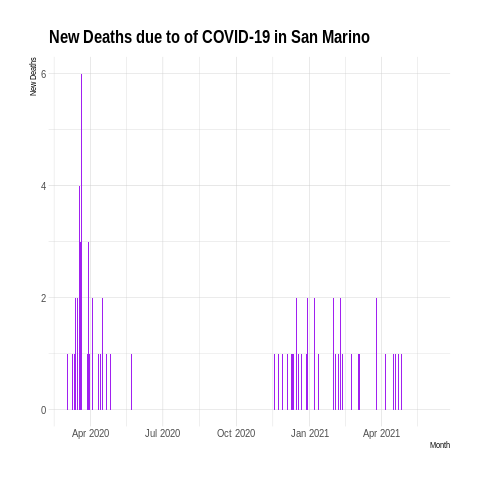 New Deaths due to of COVID-19 in San Marino
New Deaths
6
4
2
0
Apr 2020 Jul 2020 Oct 2020 Jan 2021 Apr 2021
Month